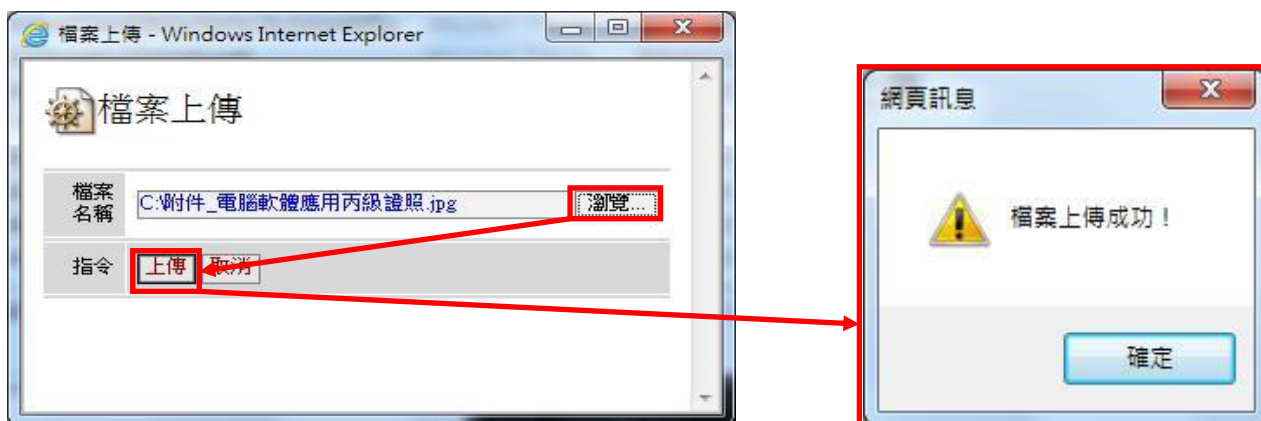 檔案上傳 - Windows Internet Explorer
檔案上傳
檔案
名稱
C:\附件_電腦軟體應用丙級證照.jpg
瀏覽...
指令
上傳
取消
網頁訊息
檔案上傳成功！
確定